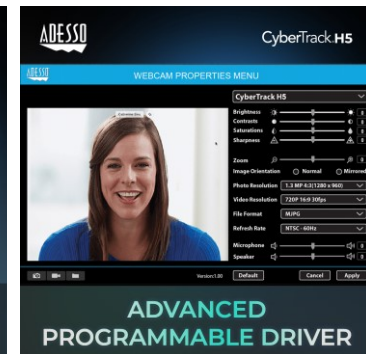 ADESSO
CyberTrack H5
ADESSO
WEBCAM PROPERTIES MENU
CyberTrack H5
Brightness
Contrasts
Saturations
Sharpness
Zoom
Image Orientation Normal Mirrored
Photo Resolution 1.3 MP 4:3(1280 x 960)
Video Resolution 720P 16:9 30fps
File Format MJPG
Refresh Rate NTSC - 60Hz
Microphone
Speaker
Version1.00 Default Cancel Apply
ADVANCED
PROGRAMMABLE DRIVER